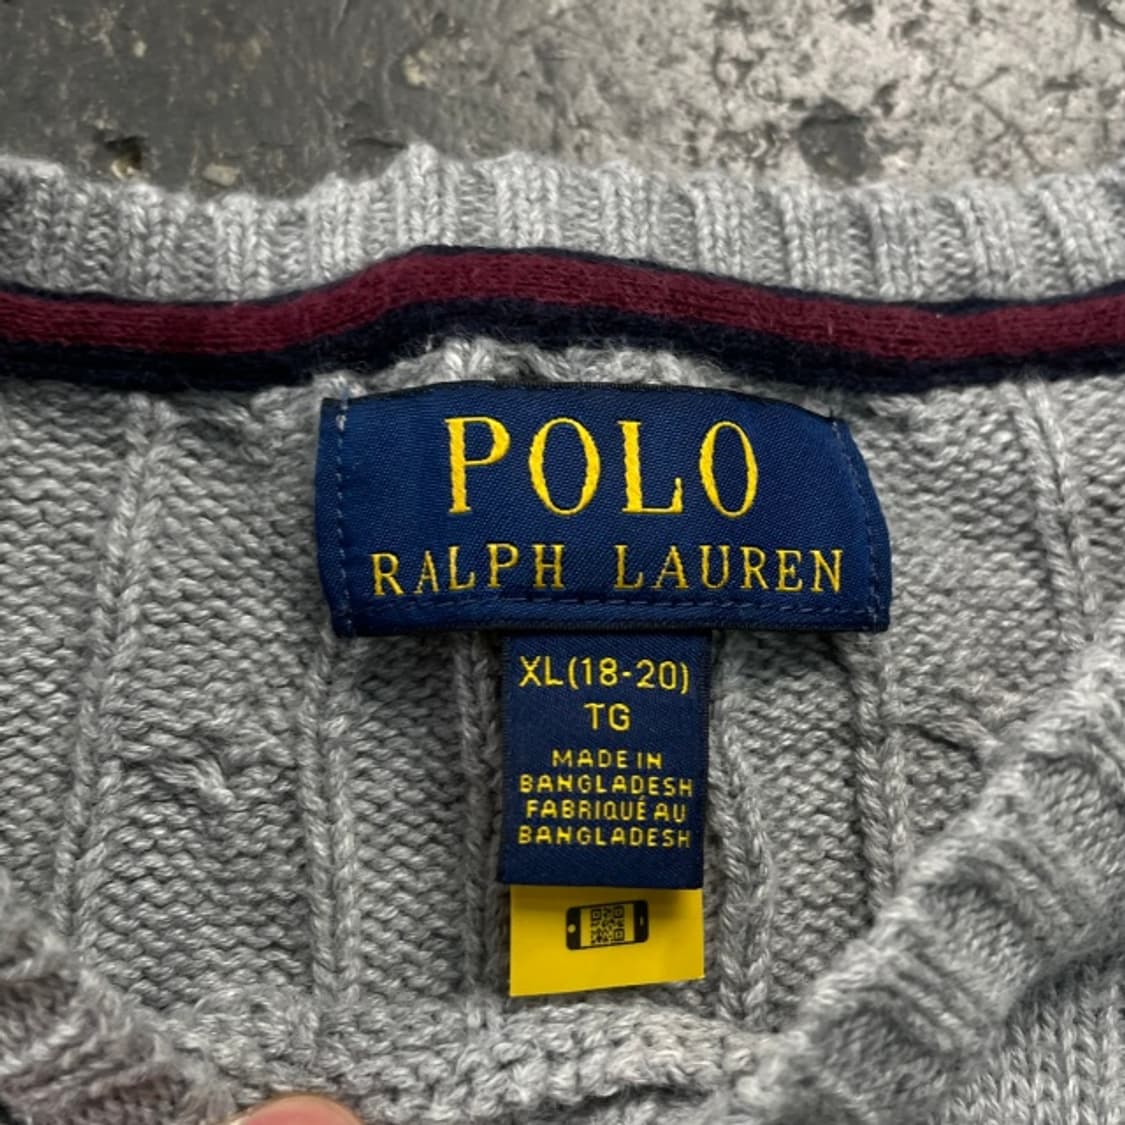 POLO
RALPH LAUREN
XL(18-20)
TG
MADE IN
BANGLADESH
FABRIQUÉ AU
BANGLADESH